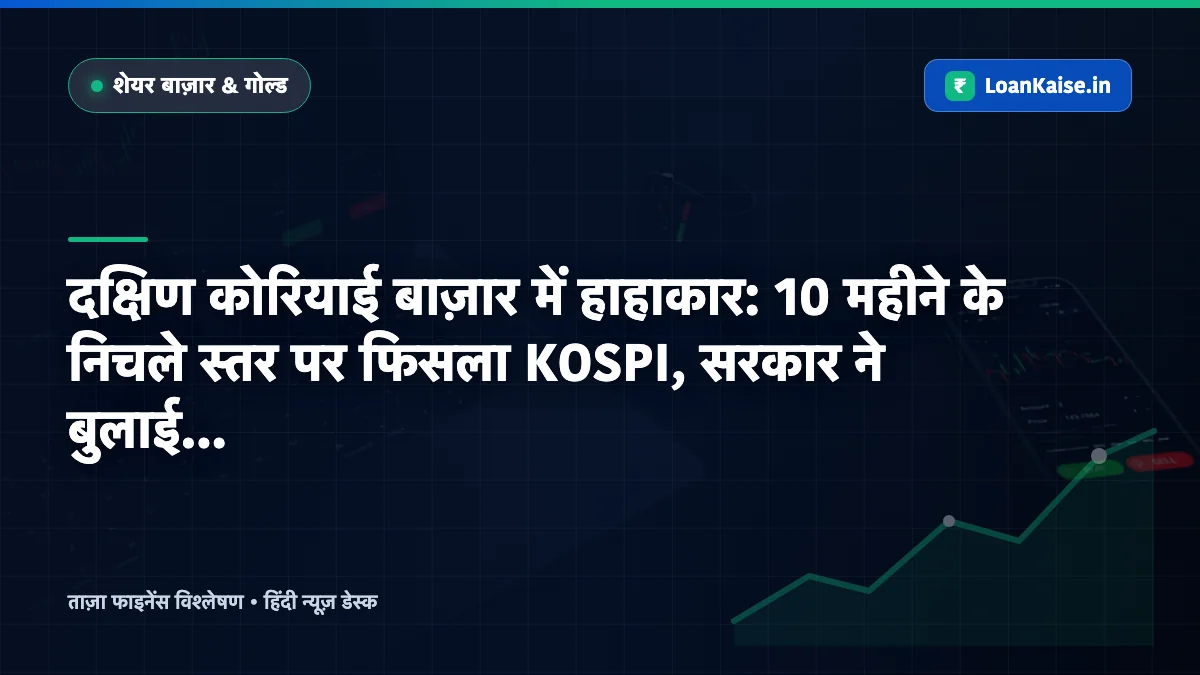 शेयर बाज़ार & गोल्ड
₹ LoanKaise.in
दक्षिण कोरियाई बाज़ार में हाहाकार: 10 महीने के
निचले स्तर पर फिसला KOSPI, सरकार ने
बुलाई...
ताज़ा फाइनेंस विश्लेषण • हिंदी न्यूज़ डेस्क